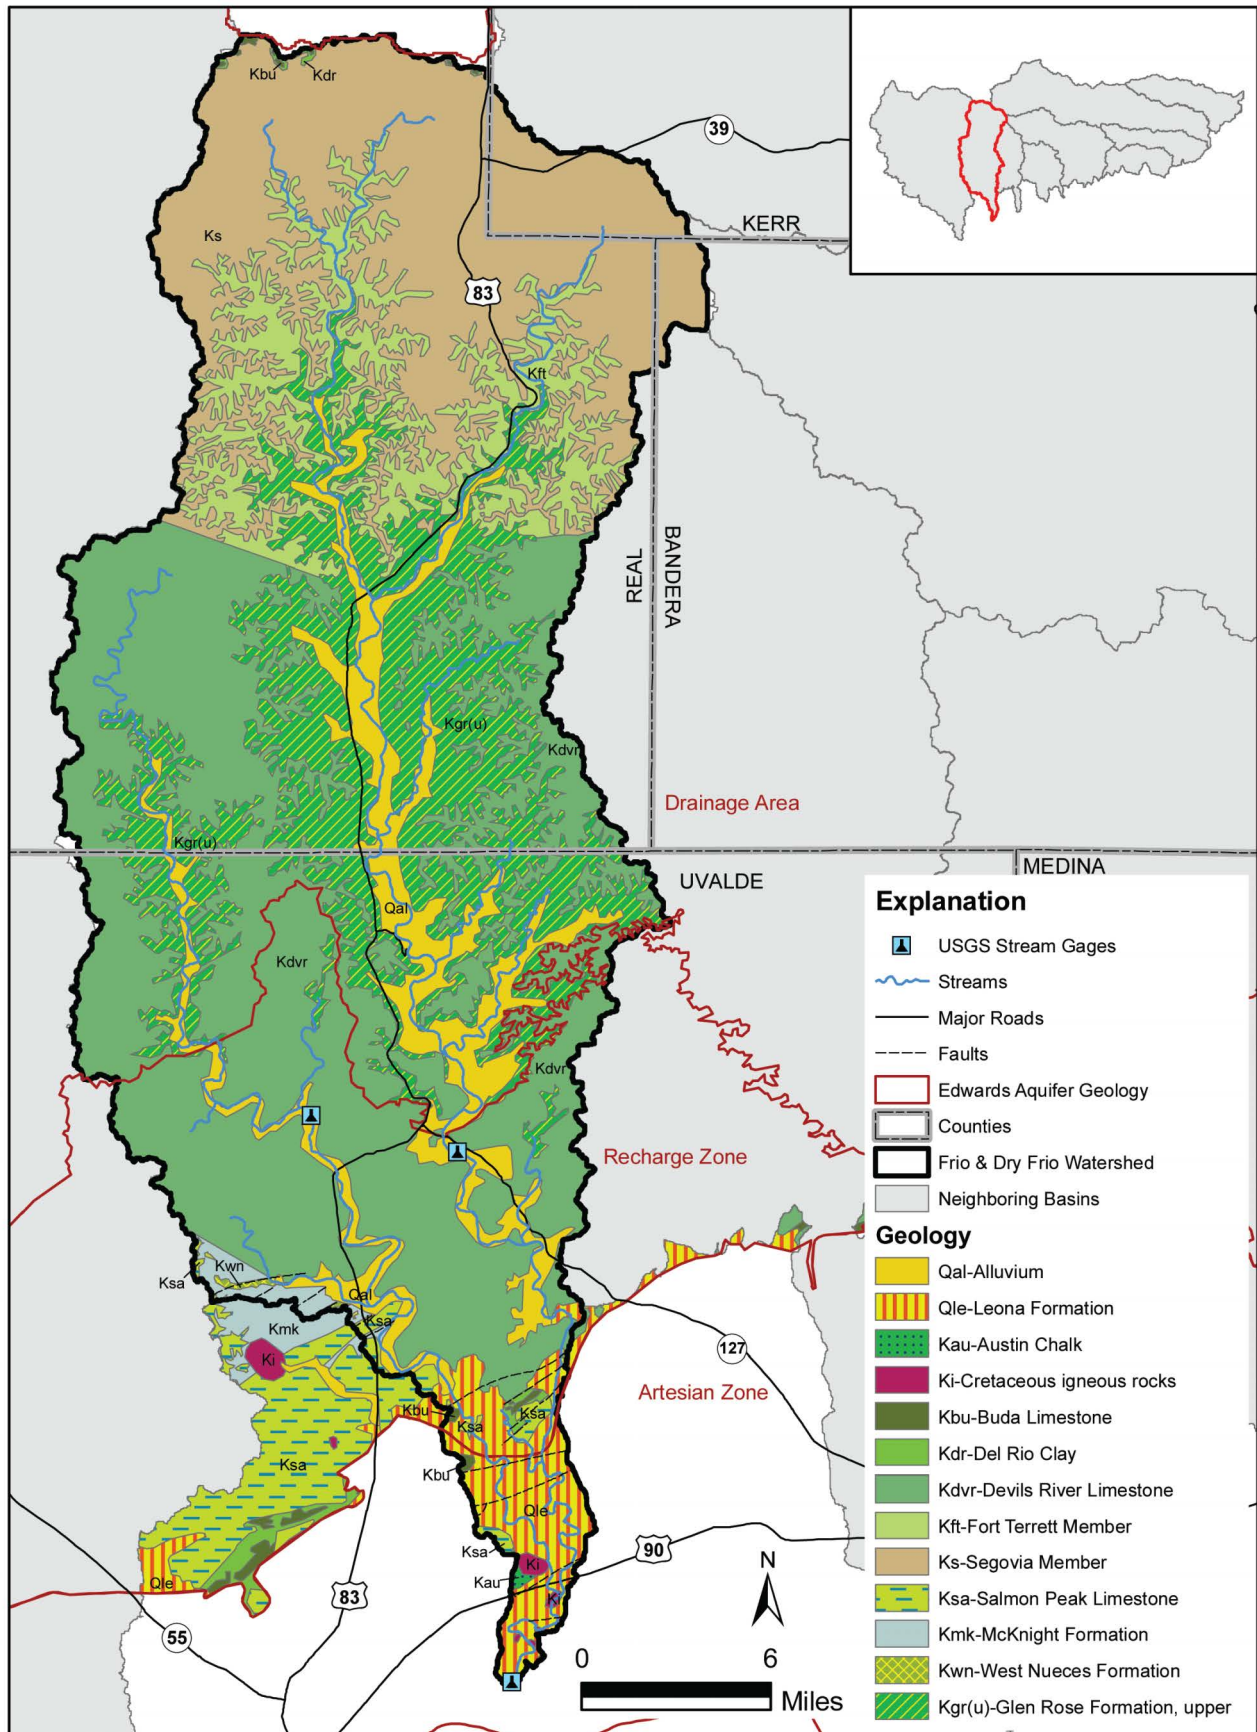 Kbu
Kdr
39
KERR
Ks
83
Kft
REAL
BANDERA
Kgr(u)
Kdvr
Drainage Area
Kgr(u)
UVALDE
MEDINA
Qal
Kdvr
Kdvr
Recharge Zone
Ksa
Kwn
Qal
Kmk
Ksa
Ki
127
Artesian Zone
Kbu
Ksa
Ksa
Ksa
Kbu
Qle
Ksa
Ki
90
Kau
Ki
Qle
83
55
N
0 6
Miles
Explanation
USGS Stream Gages
Streams
Major Roads
Faults
Edwards Aquifer Geology
Counties
Frio & Dry Frio Watershed
Neighboring Basins
Geology
Qal-Alluvium
Qle-Leona Formation
Kau-Austin Chalk
Ki-Cretaceous igneous rocks
Kbu-Buda Limestone
Kdr-Del Rio Clay
Kdvr-Devils River Limestone
Kft-Fort Terrett Member
Ks-Segovia Member
Ksa-Salmon Peak Limestone
Kmk-McKnight Formation
Kwn-West Nueces Formation
Kgr(u)-Glen Rose Formation, upper